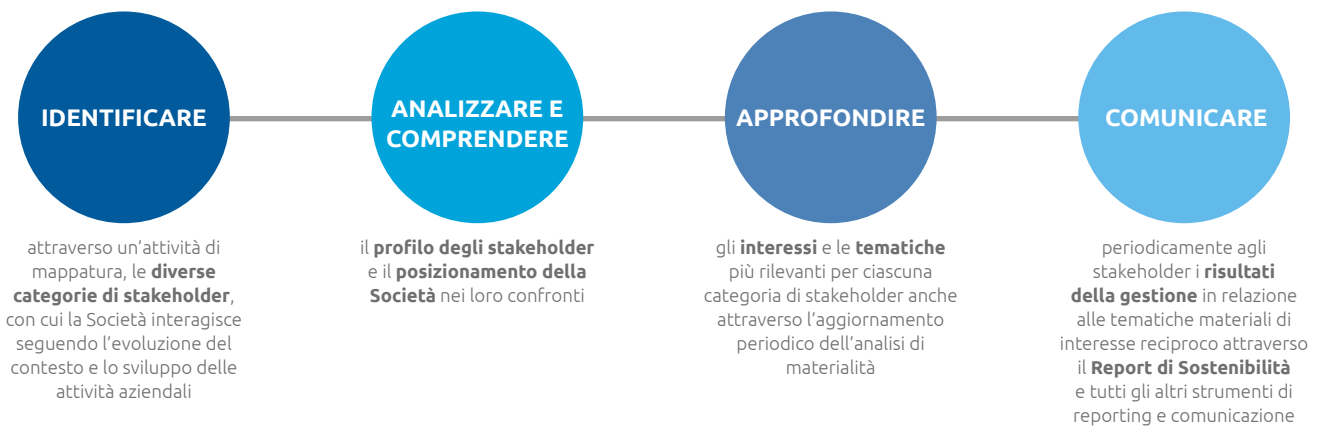 IDENTIFICARE
attraverso un'attività di
mappatura, le diverse
categorie di stakeholder,
con cui la Società interagisce
seguendo l'evoluzione del
contesto e lo sviluppo delle
attività aziendali
ANALIZZARE E
COMPRENDERE
il profilo degli stakeholder
e il posizionamento della
Società nei loro confronti
APPROFONDIRE
gli interessi e le tematiche
più rilevanti per ciascuna
categoria di stakeholder anche
attraverso l'aggiornamento
periodico dell'analisi di
materialità
COMUNICARE
periodicamente agli
stakeholder i risultati
della gestione in relazione
alle tematiche materiali di
interesse reciproco attraverso
il Report di Sostenibilità
e tutti gli altri strumenti di
reporting e comunicazione